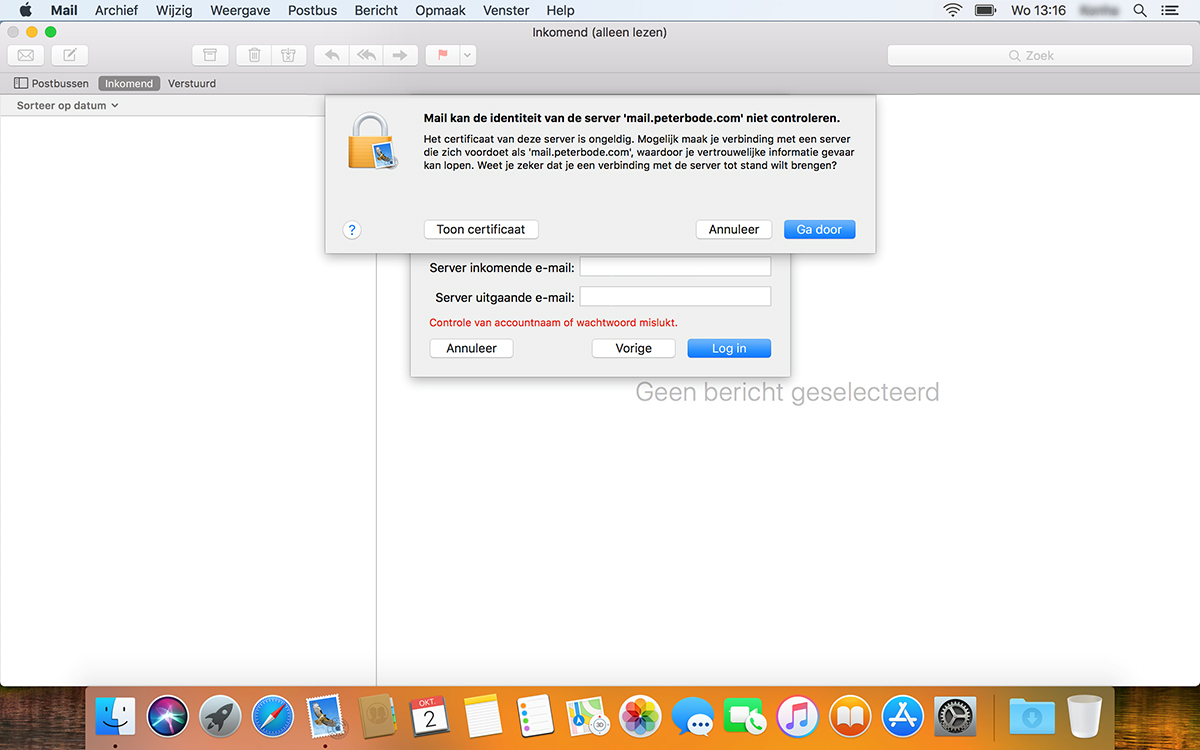 Mail Archief Wijzig Weergave Postbus Bericht Opmaak Venster Help Wo 13:16
Inkomend (alleen lezen)
Zoek
Postbussen Inkomend Verstuurd
Sorteer op datum
Mail kan de identiteit van de server 'mail.peterbode.com' niet controleren.
Het certificaat van deze server is ongeldig. Mogelijk maak je verbinding met een server
die zich voordoet als 'mail.peterbode.com', waardoor je vertrouwelijke informatie gevaar
kan lopen. Weet je zeker dat je een verbinding met de server tot stand wilt brengen?
? Toon certificaat Annuleer Ga door
Server inkomende e-mail:
Server uitgaande e-mail:
Controle van accountnaam of wachtwoord mislukt.
Annuleer Vorige Log in
Geen bericht geselecteerd
OKT.
2